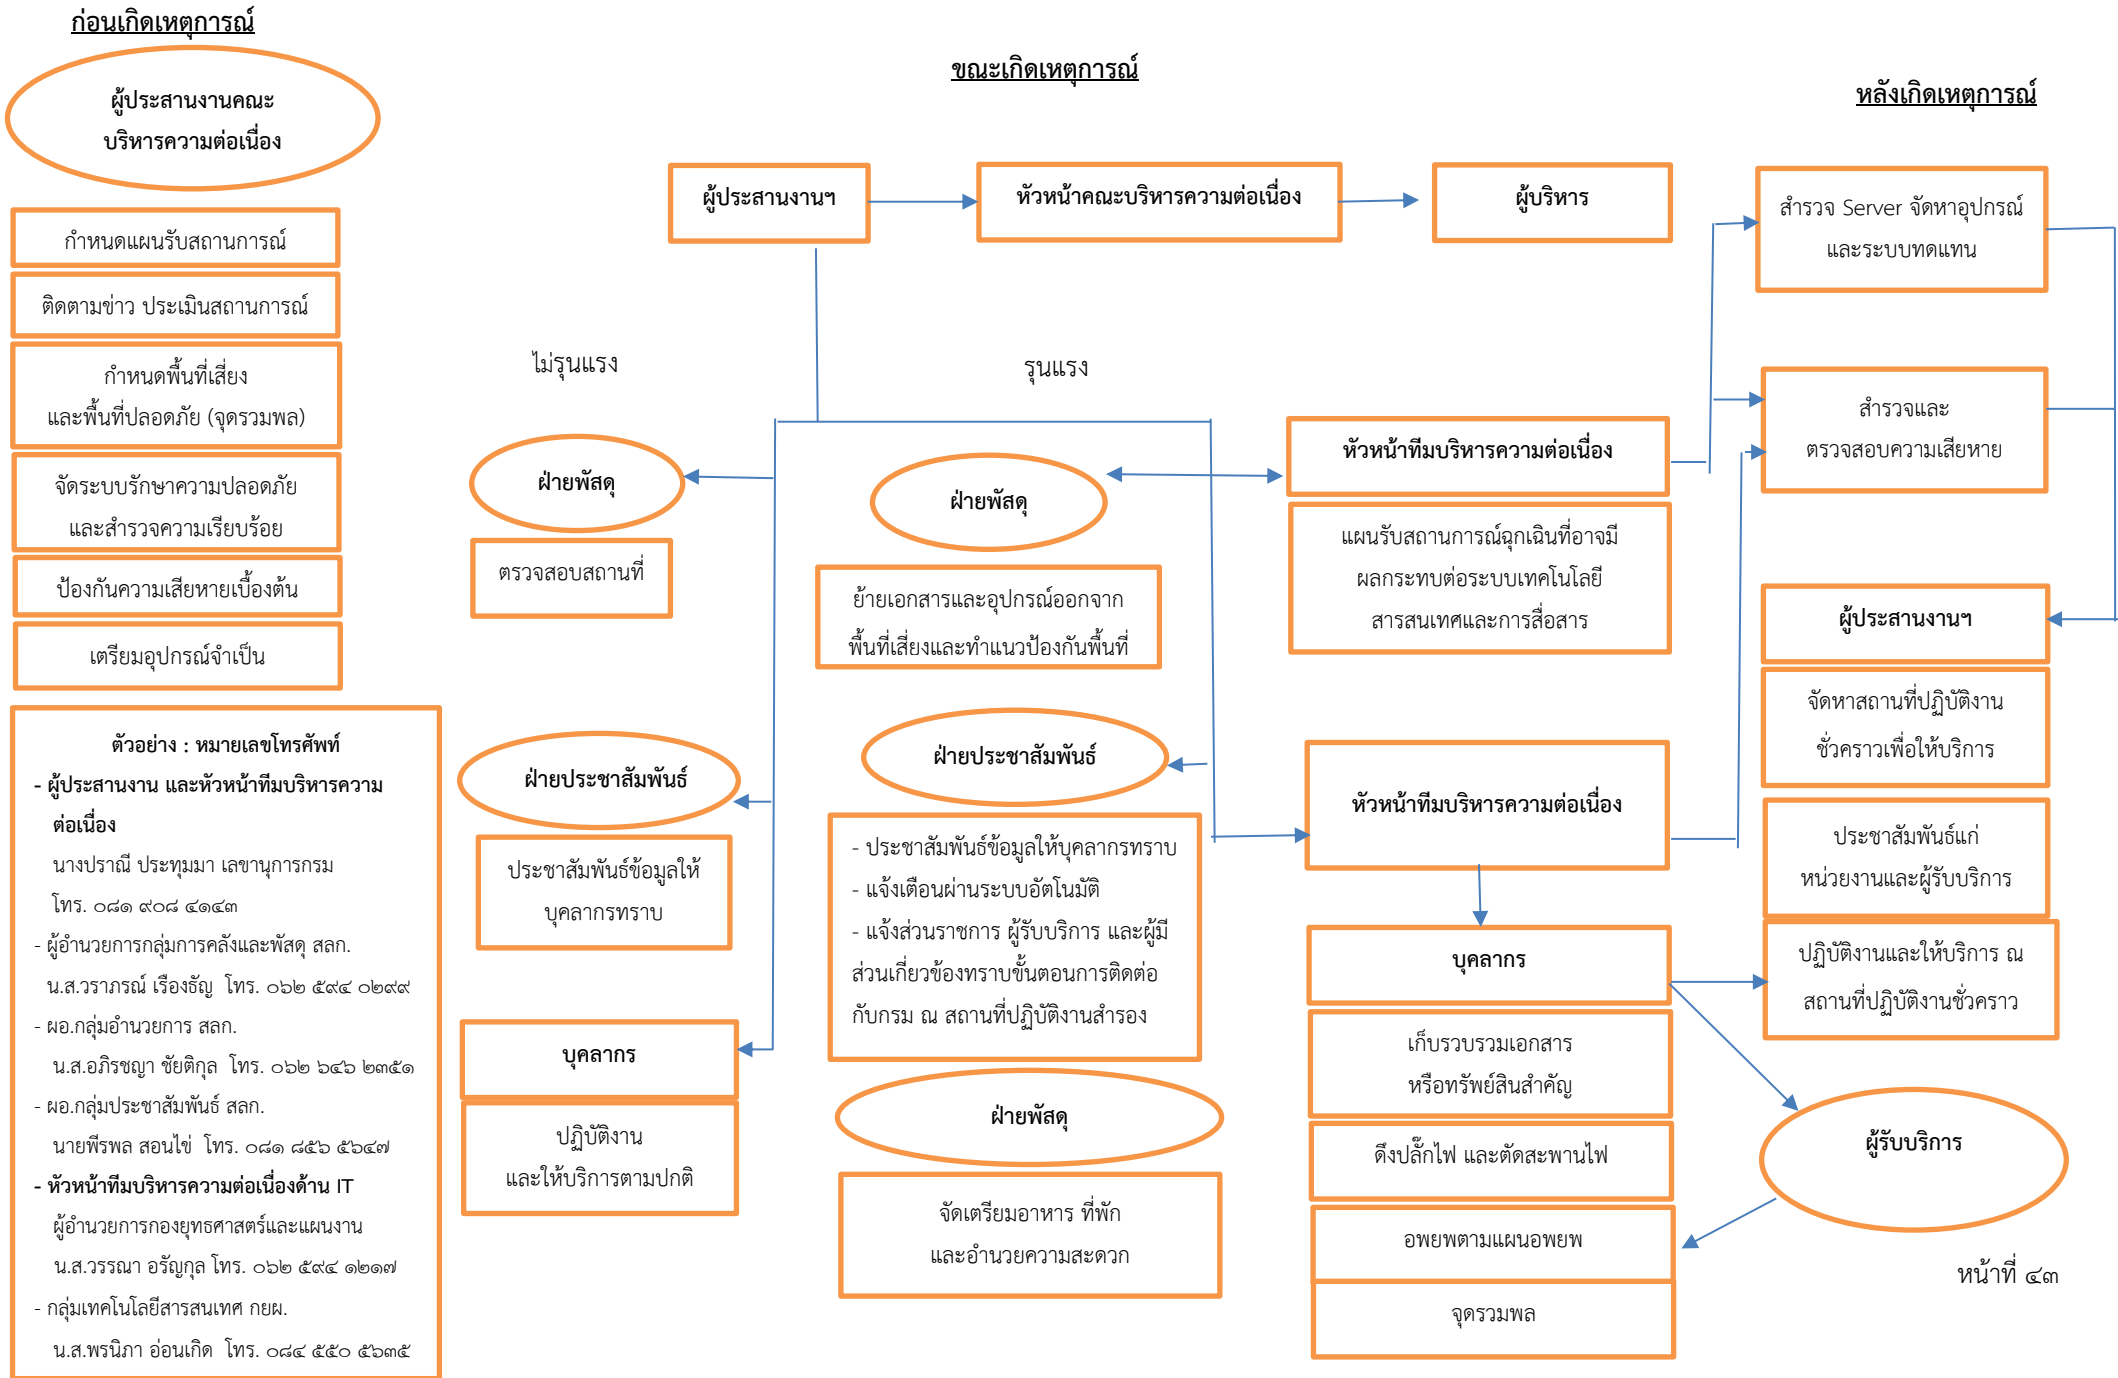 ก่อนเกิดเหตุการณ์
ผู้ประสานงานคณะ
บริหารความต่อเนื่อง
กำหนดแผนรับสถานการณ์
ติดตามข่าว ประเมินสถานการณ์
กำหนดพื้นที่เสี่ยง
และพื้นที่ปลอดภัย (จุดรวมพล)
จัดระบบรักษาความปลอดภัย
และสำรวจความเรียบร้อย
ป้องกันความเสียหายเบื้องต้น
เตรียมอุปกรณ์จำเป็น
ตัวอย่าง : หมายเลขโทรศัพท์
- ผู้ประสานงาน และหัวหน้าทีมบริหารความ
ต่อเนื่อง
นางปราณี ประทุมมา เลขานุการกรม
โทร. ๐๘๑ ๙๐๘ ๔๑๔๓
- ผู้อำนวยการกลุ่มการคลังและพัสดุ สลก.
น.ส.วราภรณ์ เรืองธัญ โทร. ๐๖๒ ๕๙๔ ๐๒๙๙
- ผอ.กลุ่มอำนวยการ สลก.
น.ส.อภิรชญา ชัยติกุล โทร. ๐๖๒ ๖๔๖ ๒๓๕๑
- ผอ.กลุ่มประชาสัมพันธ์ สลก.
นายพีรพล สอนไข่ โทร. ๐๘๑ ๘๕๖ ๕๖๔๗
- หัวหน้าทีมบริหารความต่อเนื่องด้าน IT
ผู้อำนวยการกองยุทธศาสตร์และแผนงาน
น.ส.วรรณา อรัญกุล โทร. ๐๖๒ ๕๙๔ ๑๒๑๗
- กลุ่มเทคโนโลยีสารสนเทศ กยผ.
น.ส.พรนิภา อ่อนเกิด โทร. ๐๘๔ ๕๕๐ ๕๖๓๕
ขณะเกิดเหตุการณ์
ผู้ประสานงานฯ
หัวหน้าคณะบริหารความต่อเนื่อง
ผู้บริหาร
ไม่รุนแรง
ฝ่ายพัสดุ
ตรวจสอบสถานที่
ฝ่ายประชาสัมพันธ์
ประชาสัมพันธ์ข้อมูลให้
บุคลากรทราบ
บุคลากร
ปฏิบัติงาน
และให้บริการตามปกติ
รุนแรง
ฝ่ายพัสดุ
ย้ายเอกสารและอุปกรณ์ออกจาก
พื้นที่เสี่ยงและทำแนวป้องกันพื้นที่
ฝ่ายประชาสัมพันธ์
- ประชาสัมพันธ์ข้อมูลให้บุคลากรทราบ
- แจ้งเตือนผ่านระบบอัตโนมัติ
- แจ้งส่วนราชการ ผู้รับบริการ และผู้มี
ส่วนเกี่ยวข้องทราบขั้นตอนการติดต่อ
กับกรม ณ สถานที่ปฏิบัติงานสำรอง
ฝ่ายพัสดุ
จัดเตรียมอาหาร ที่พัก
และอำนวยความสะดวก
หัวหน้าทีมบริหารความต่อเนื่อง
แผนรับสถานการณ์ฉุกเฉินที่อาจมี
ผลกระทบต่อระบบเทคโนโลยี
สารสนเทศและการสื่อสาร
หัวหน้าทีมบริหารความต่อเนื่อง
บุคลากร
เก็บรวบรวมเอกสาร
หรือทรัพย์สินสำคัญ
ดึงปลั๊กไฟ และตัดสะพานไฟ
อพยพตามแผนอพยพ
จุดรวมพล
หลังเกิดเหตุการณ์
สำรวจ Server จัดหาอุปกรณ์
และระบบทดแทน
สำรวจและ
ตรวจสอบความเสียหาย
ผู้ประสานงานฯ
จัดหาสถานที่ปฏิบัติงาน
ชั่วคราวเพื่อให้บริการ
ประชาสัมพันธ์แก่
หน่วยงานและผู้รับบริการ
ปฏิบัติงานและให้บริการ ณ
สถานที่ปฏิบัติงานชั่วคราว
ผู้รับบริการ
หน้าที่ ๔๓